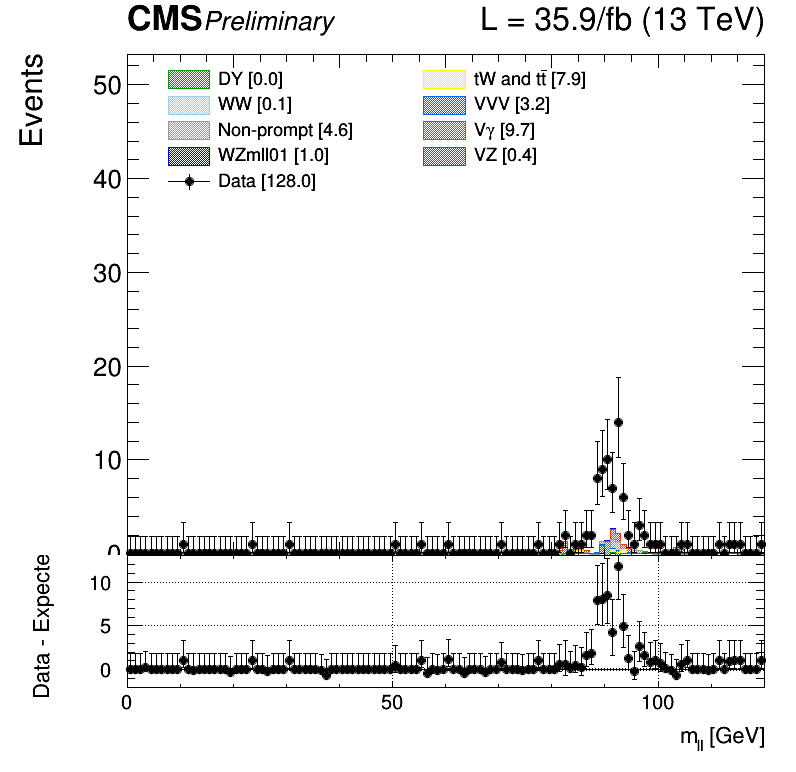 CMS Preliminary L = 35.9/fb (13 TeV)
Events
50
40
30
20
10
0
DY [0.0]
WW [0.1]
Non-prompt [4.6]
WZmll01 [1.0]
Data [128.0]
tW and tt̄ [7.9]
VVV [3.2]
Vγ [9.7]
VZ [0.4]
Data - Expecte
10
5
0
0 50 100
m_ll [GeV]